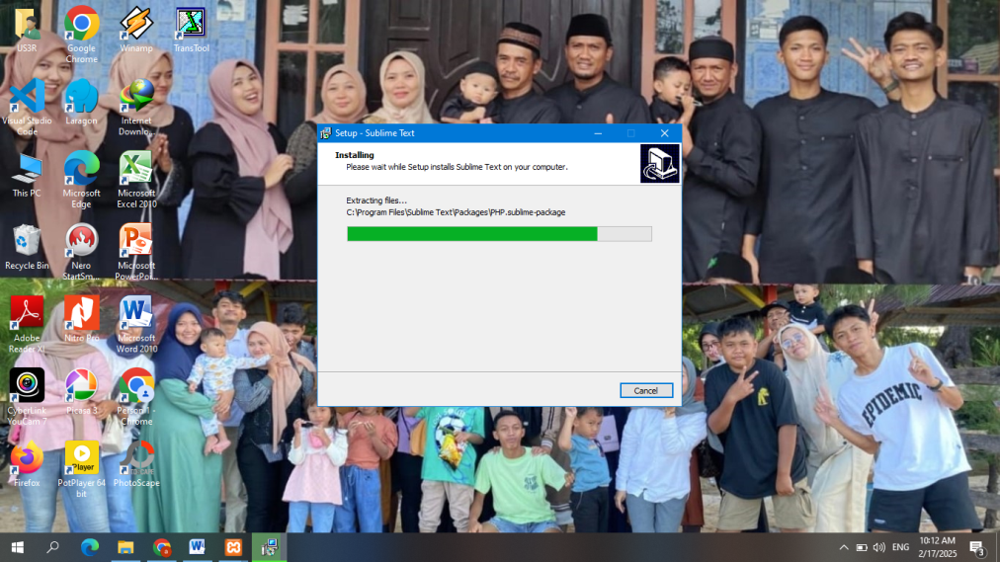 US3R
Google
Chrome
Winamp
TransTool
Visual Studio
Code
Laragon
Internet
Downlo...
This PC
Microsoft
Edge
Microsoft
Excel 2010
Recycle Bin
Nero
StartSm...
Microsoft
PowerPoi...
Adobe
Reader XI
Nitro Pro
Microsoft
Word 2010
CyberLink
YouCam 7
Picasa 3
Person 1 -
Chrome
Firefox
Player
PotPlayer 64
bit
PhotoScape
Setup - Sublime Text
Installing
Please wait while Setup installs Sublime Text on your computer.
Extracting files...
C:\Program Files\Sublime Text\Packages\PHP.sublime-package
Cancel
EPIDEMIC
ENG
10:12 AM
2/17/2025
3